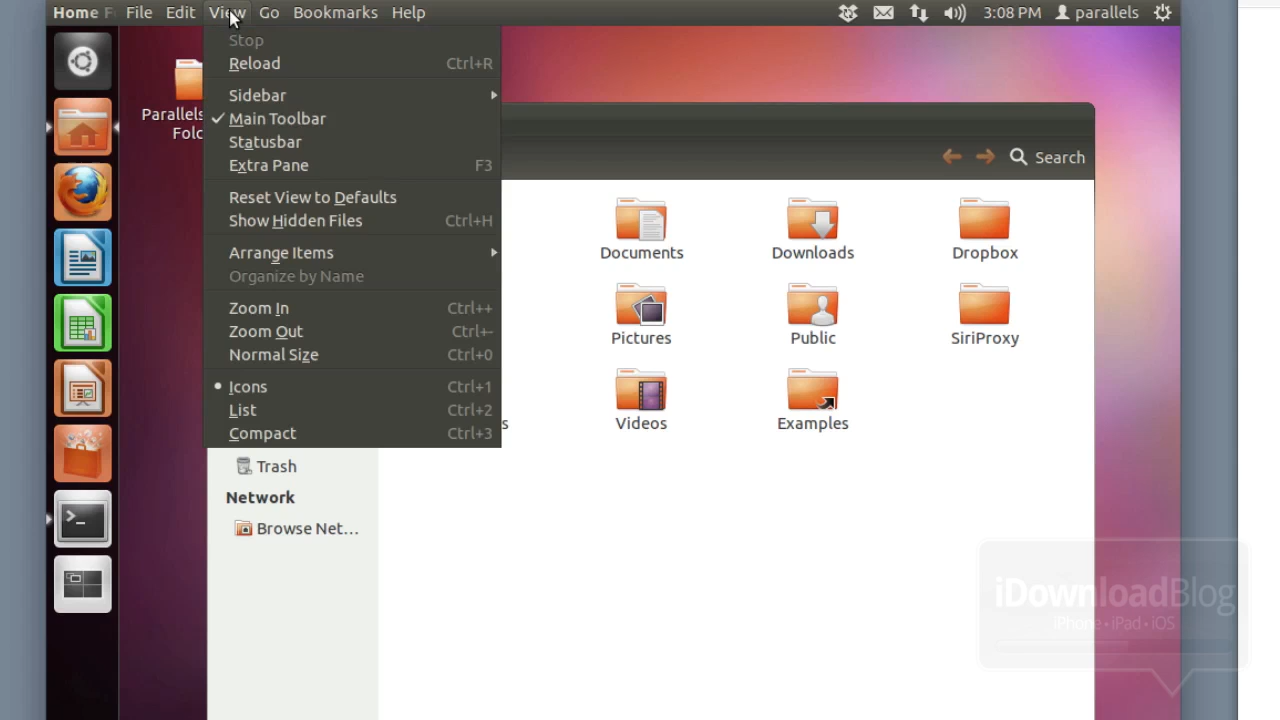 Home File Edit View Go Bookmarks Help 3:08 PM parallels
Stop
Reload Ctrl+R
Sidebar
Main Toolbar
Statusbar
Extra Pane F3
Reset View to Defaults
Show Hidden Files Ctrl+H
Arrange Items
Organize by Name
Zoom In Ctrl++
Zoom Out Ctrl+-
Normal Size Ctrl+0
Icons Ctrl+1
List Ctrl+2
Compact Ctrl+3
Parallels
Search
Documents Downloads Dropbox
Pictures Public SiriProxy
Videos Examples
Trash
Network
Browse Net...
iDownloadBlog
iPhone • iPad • iOS